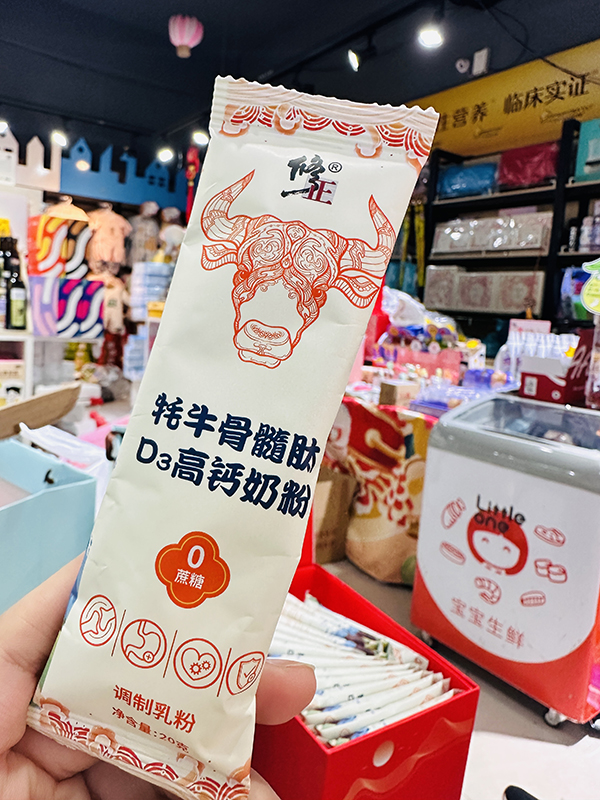 营养 临床实证
修正®
牦牛骨髓肽
D3高钙奶粉
0
蔗糖
调制乳粉
净含量:20克
Little
one
宝宝生鲜